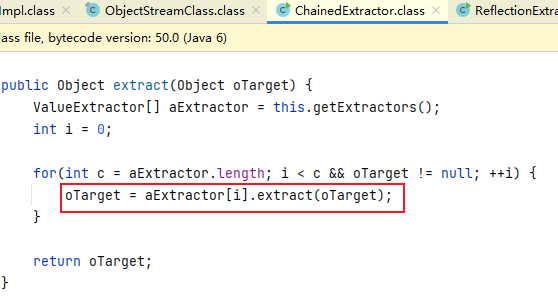 Impl.class × ObjectStreamClass.class × ChainedExtractor.class × ReflectionExtra
lass file, bytecode version: 50.0 (Java 6)
public Object extract(Object oTarget) {
ValueExtractor[] aExtractor = this.getExtractors();
int i = 0;
for(int c = aExtractor.length; i < c && oTarget != null; ++i) {
oTarget = aExtractor[i].extract(oTarget);
}
return oTarget;
}